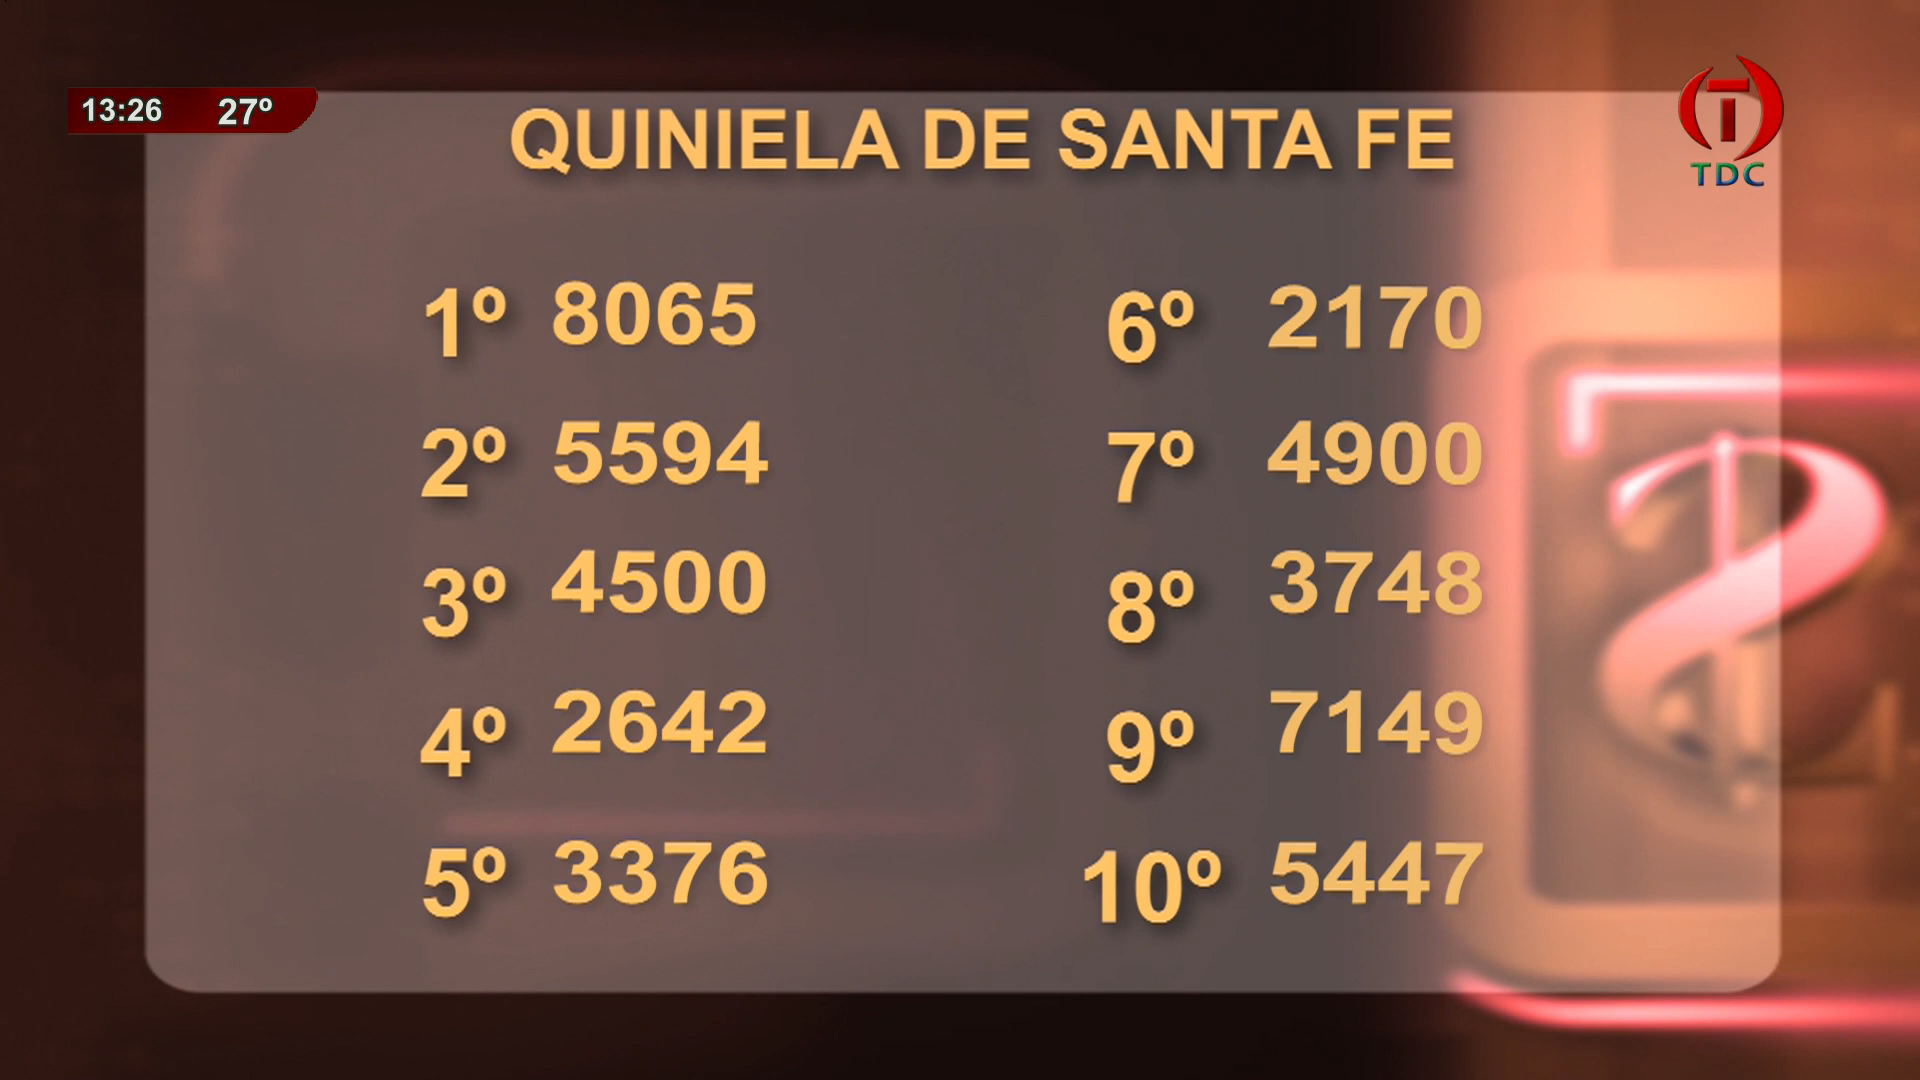 13:26 27º
TDC
QUINIELA DE SANTA FE
1º 8065
2º 5594
3º 4500
4º 2642
5º 3376
6º 2170
7º 4900
8º 3748
9º 7149
10º 5447